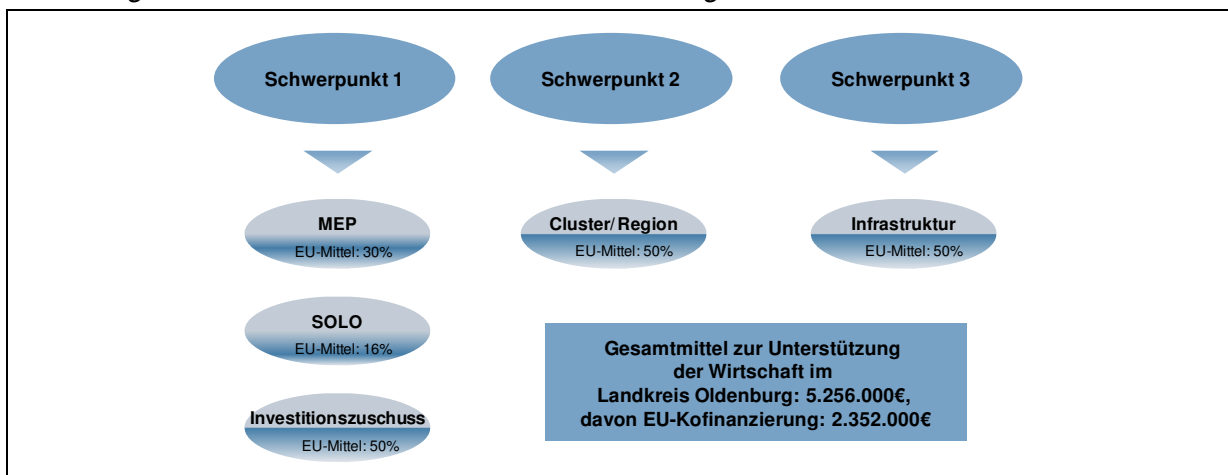 Schwerpunkt 1
Schwerpunkt 2
Schwerpunkt 3
MEP
EU-Mittel: 30%
Cluster/ Region
EU-Mittel: 50%
Infrastruktur
EU-Mittel: 50%
SOLO
EU-Mittel: 16%
Investitionszuschuss
EU-Mittel: 50%
Gesamtmittel zur Unterstützung
der Wirtschaft im
Landkreis Oldenburg: 5.256.000€,
davon EU-Kofinanzierung: 2.352.000€